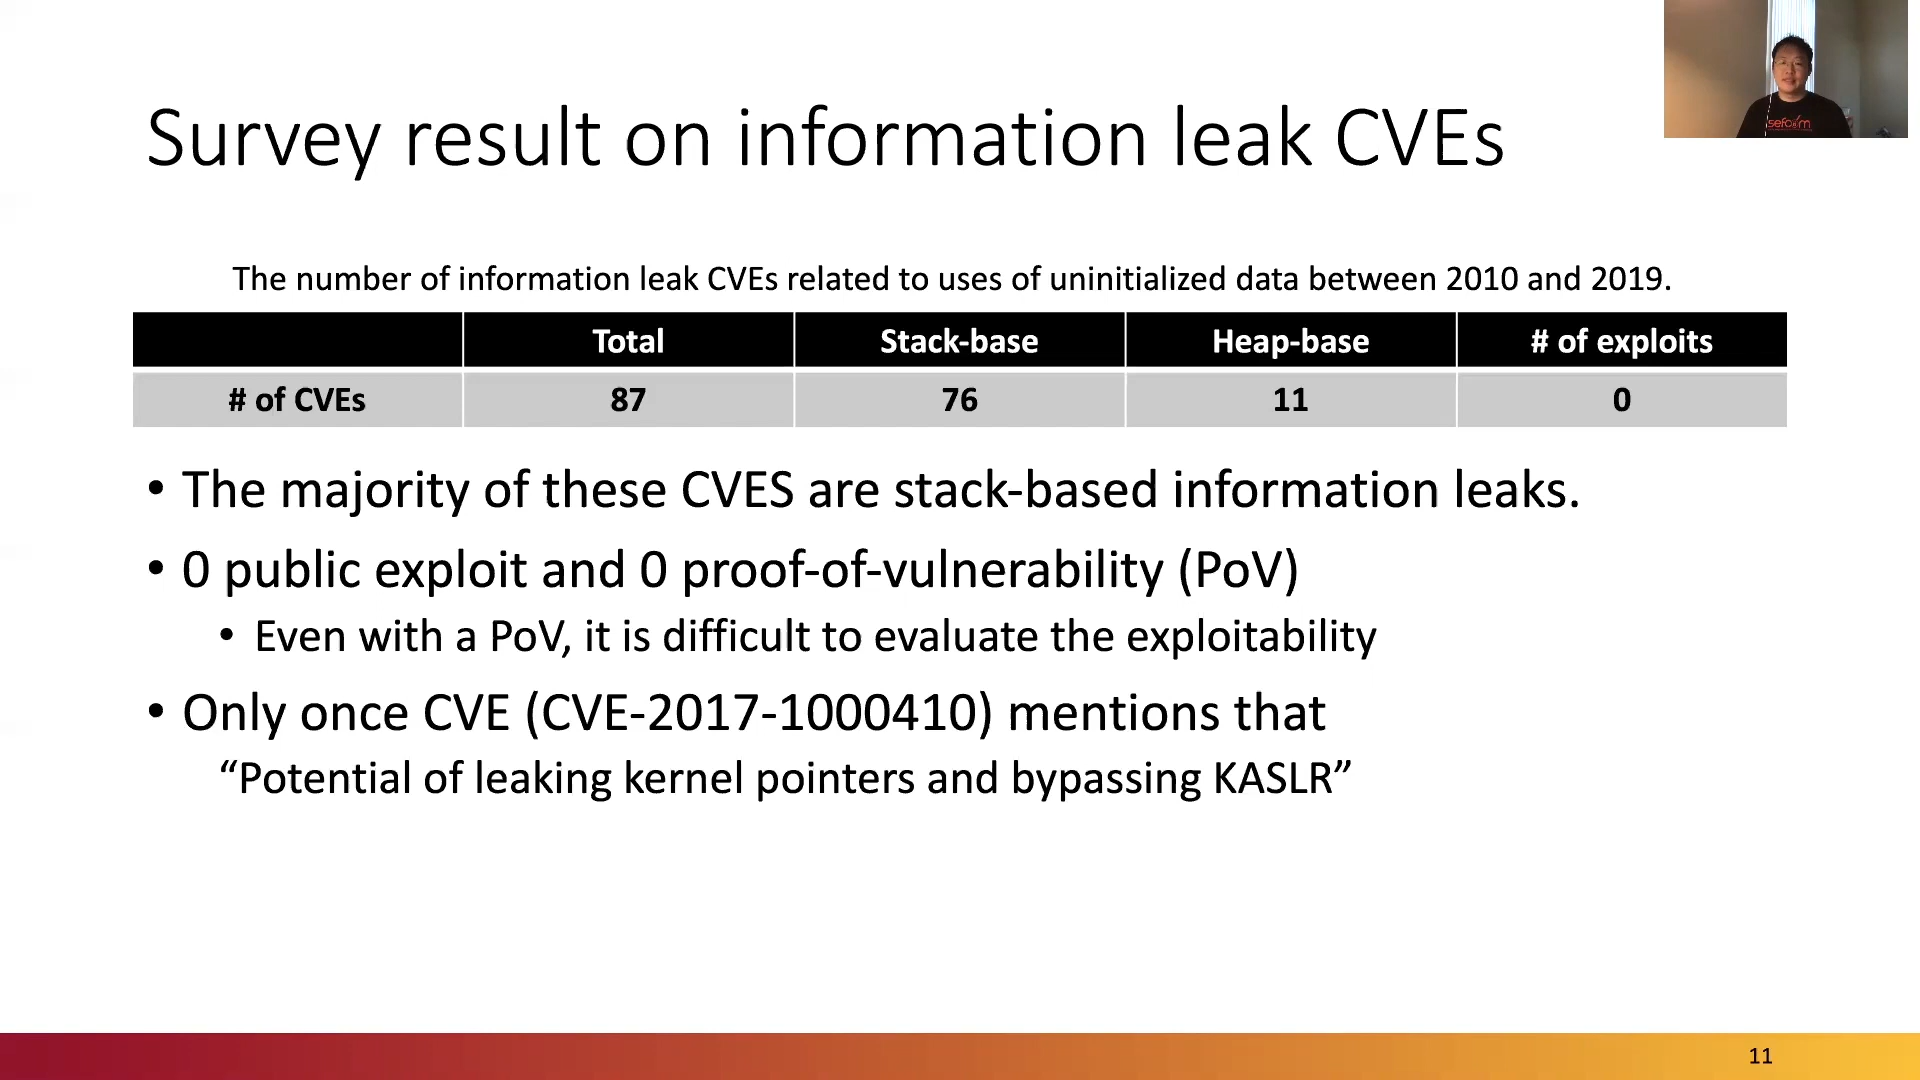 Survey result on information leak CVEs
The number of information leak CVEs related to uses of uninitialized data between 2010 and 2019.
Total Stack-base Heap-base # of exploits
# of CVEs 87 76 11 0
• The majority of these CVES are stack-based information leaks.
• 0 public exploit and 0 proof-of-vulnerability (PoV)
• Even with a PoV, it is difficult to evaluate the exploitability
• Only once CVE (CVE-2017-1000410) mentions that
“Potential of leaking kernel pointers and bypassing KASLR”
11